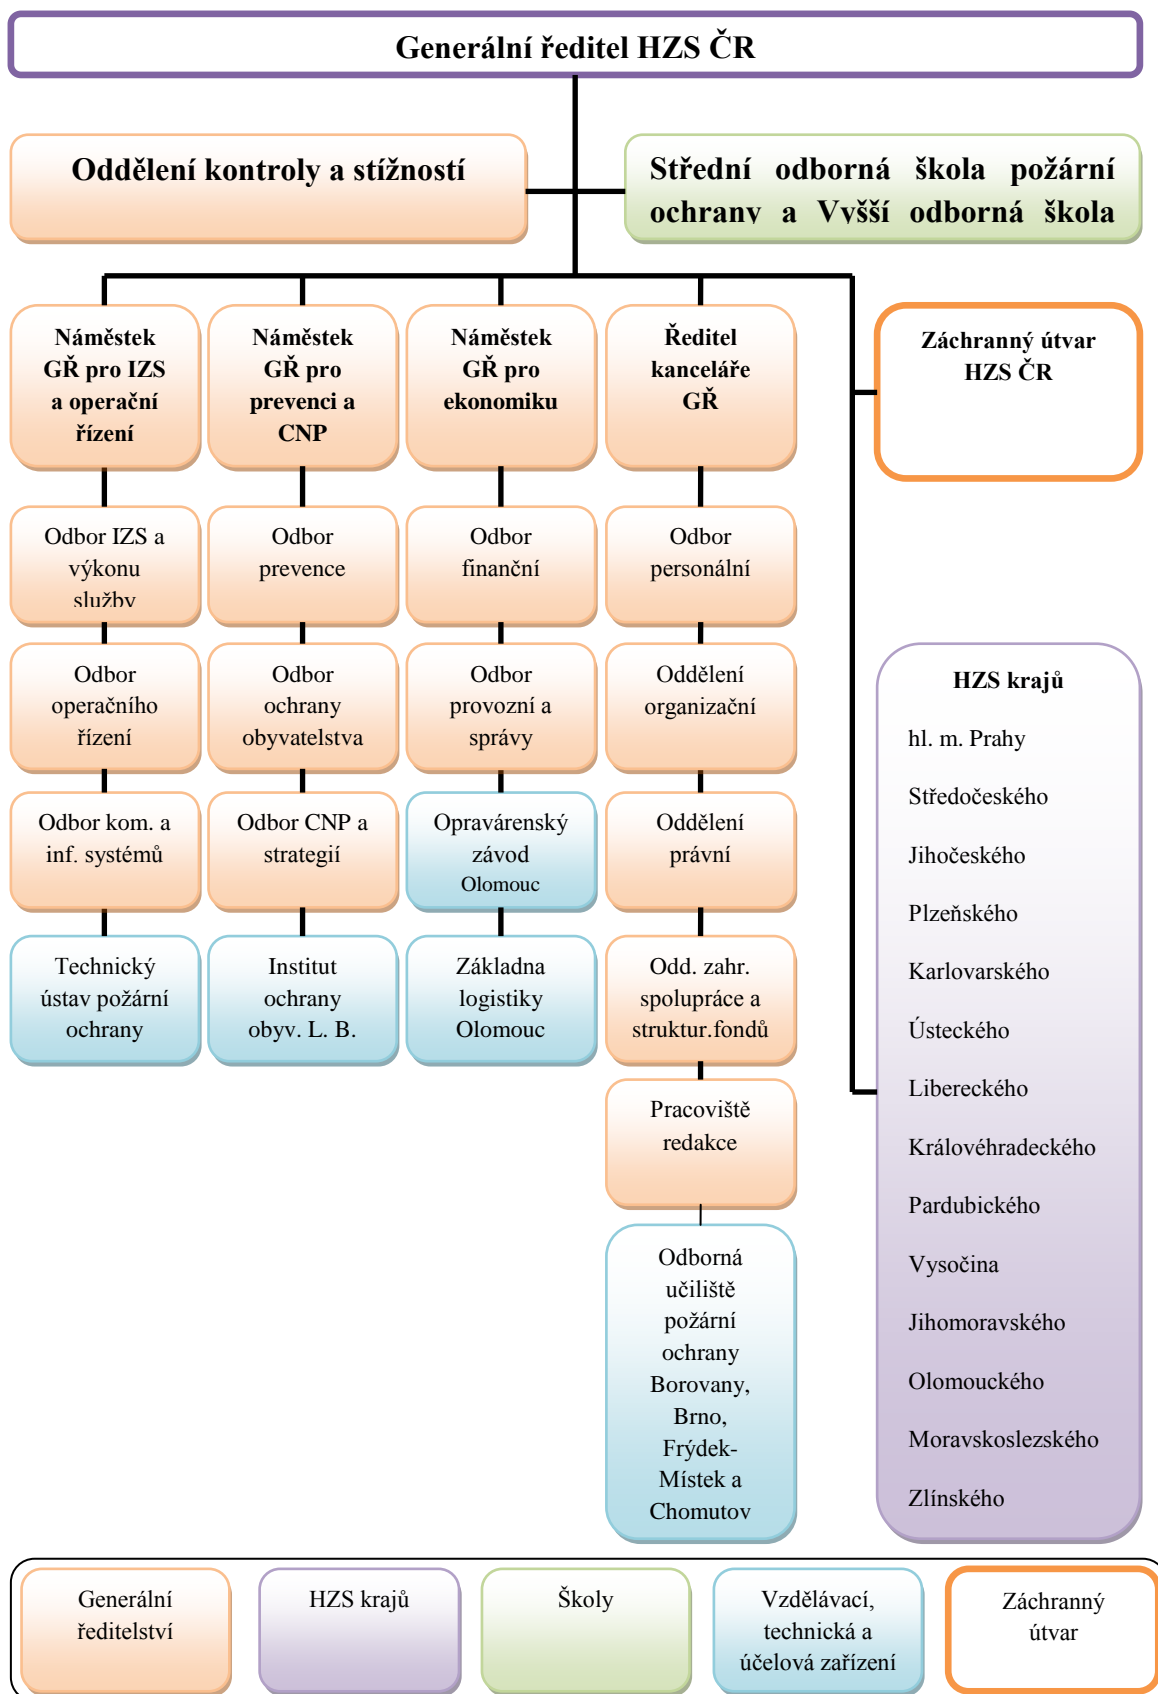 Generální ředitel HZS ČR
Oddělení kontroly a stížností
Střední odborná škola požární
ochrany a Vyšší odborná škola
Náměstek
GŘ pro IZS
a operační
řízení
Náměstek
GŘ pro
prevenci a
CNP
Náměstek
GŘ pro
ekonomiku
Ředitel
kanceláře
GŘ
Záchranný útvar
HZS ČR
Odbor IZS a
výkonu
služby
Odbor
prevence
Odbor
finanční
Odbor
personální
Odbor
operačního
řízení
Odbor
ochrany
obyvatelstva
Odbor
provozní a
správy
Oddělení
organizační
Odbor kom. a
inf. systémů
Odbor CNP a
strategií
Opravárenský
závod
Olomouc
Oddělení
právní
Technický
ústav požární
ochrany
Institut
ochrany
obyv. L. B.
Základna
logistiky
Olomouc
Odd. zahr.
spolupráce a
struktur.fondů
Pracoviště
redakce
Odborná
učiliště
požární
ochrany
Borovany,
Brno,
Frýdek-
Místek a
Chomutov
HZS krajů
hl. m. Prahy
Středočeského
Jihočeského
Plzeňského
Karlovarského
Ústeckého
Libereckého
Královéhradeckého
Pardubického
Vysočina
Jihomoravského
Olomouckého
Moravskoslezského
Zlínského
Generální
ředitelství
HZS krajů
Školy
Vzdělávací,
technická a
účelová zařízení
Záchranný
útvar